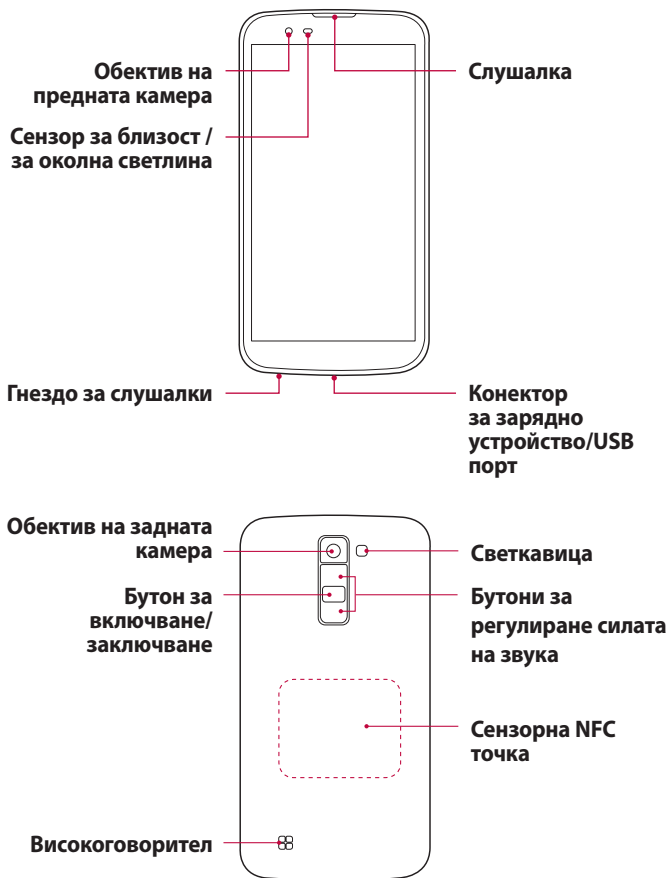 Обектив на
предната камера
Слушалка
Сензор за близост /
за околна светлина
Гнездо за слушалки
Конектор
за зарядно
устройство/USB
порт
Обектив на задната
камера
Светкавица
Бутон за
включване/
заключване
Бутони за
регулиране силата
на звука
Сензорна NFC
точка
Високоговорител